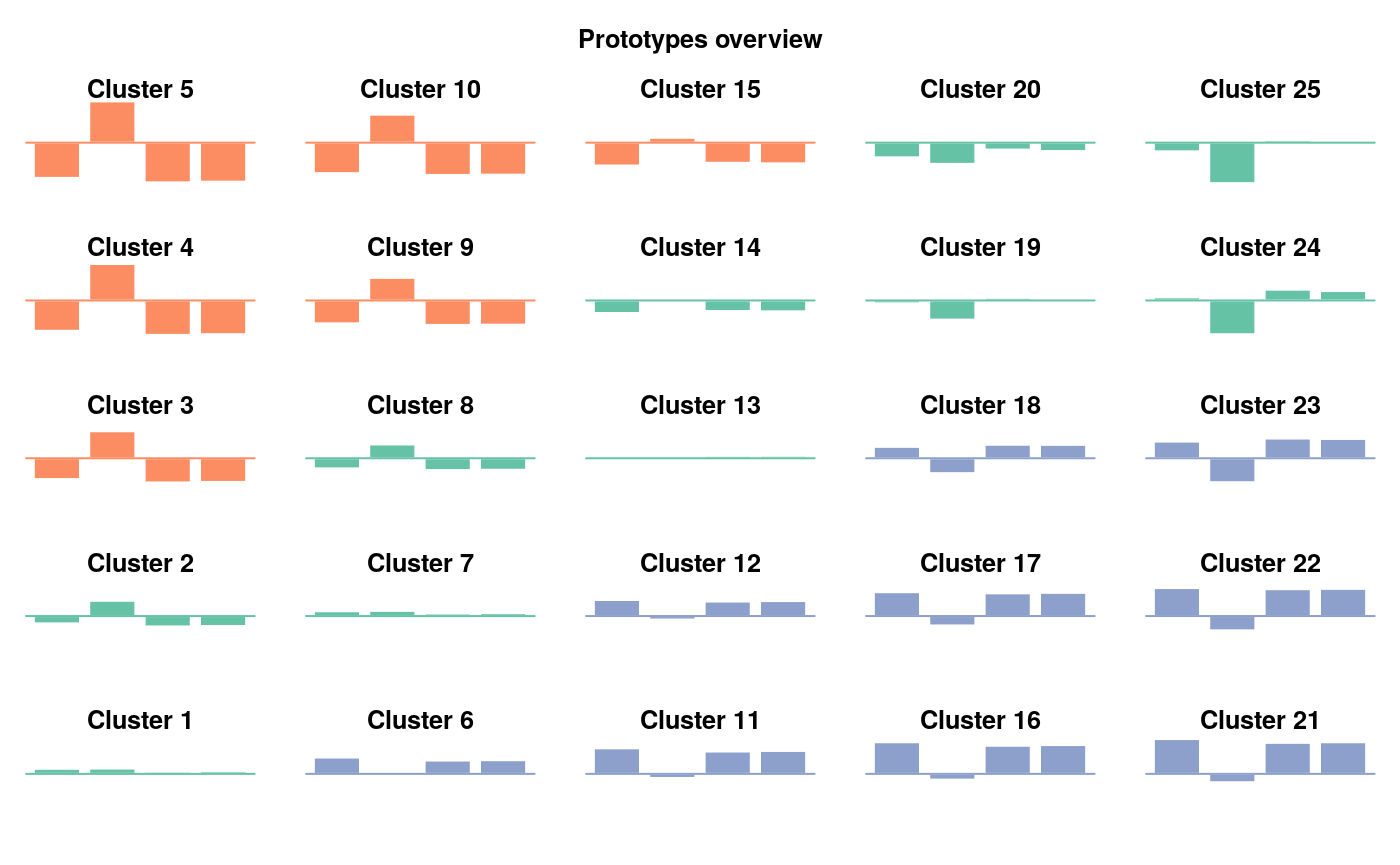 Prototypes overview
Cluster 5
Cluster 10
Cluster 15
Cluster 20
Cluster 25
Cluster 4
Cluster 9
Cluster 14
Cluster 19
Cluster 24
Cluster 3
Cluster 8
Cluster 13
Cluster 18
Cluster 23
Cluster 2
Cluster 7
Cluster 12
Cluster 17
Cluster 22
Cluster 1
Cluster 6
Cluster 11
Cluster 16
Cluster 21